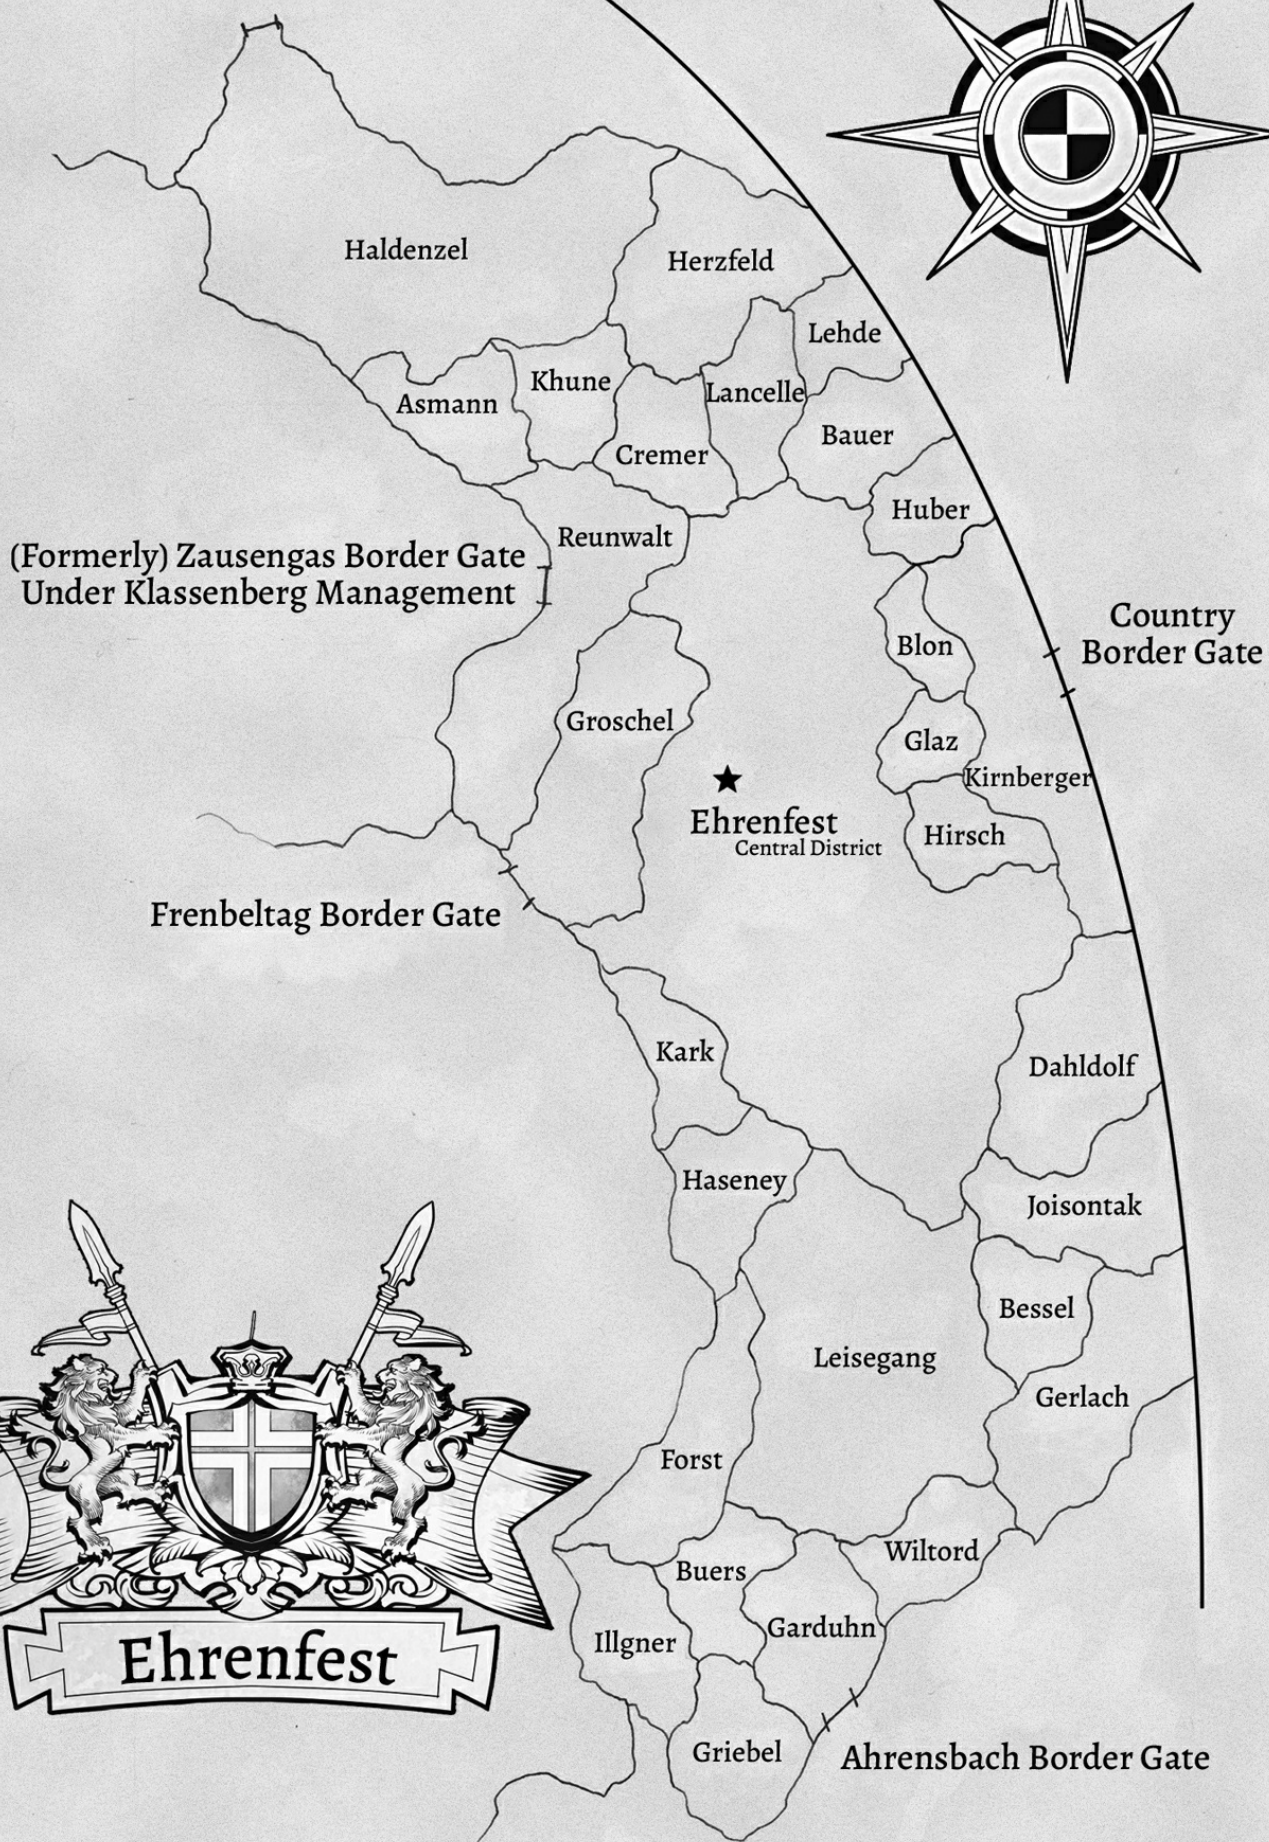 Haldenzel
Herzfeld
Lehde
Khune
Lancelle
Asmann
Bauer
Cremer
Huber
Reunwalt
(Formerly) Zausengas Border Gate
Under Klassenberg Management
Country
Border Gate
Blon
Groschel
Glaz
Kirnberger
Ehrenfest
Central District
Hirsch
Frenbeltag Border Gate
Kark
Dahldolf
Haseney
Joisontak
Bessel
Leisegang
Gerlach
Forst
Wiltord
Buers
Garduhn
Illgner
Ehrenfest
Griebel
Ahrensbach Border Gate